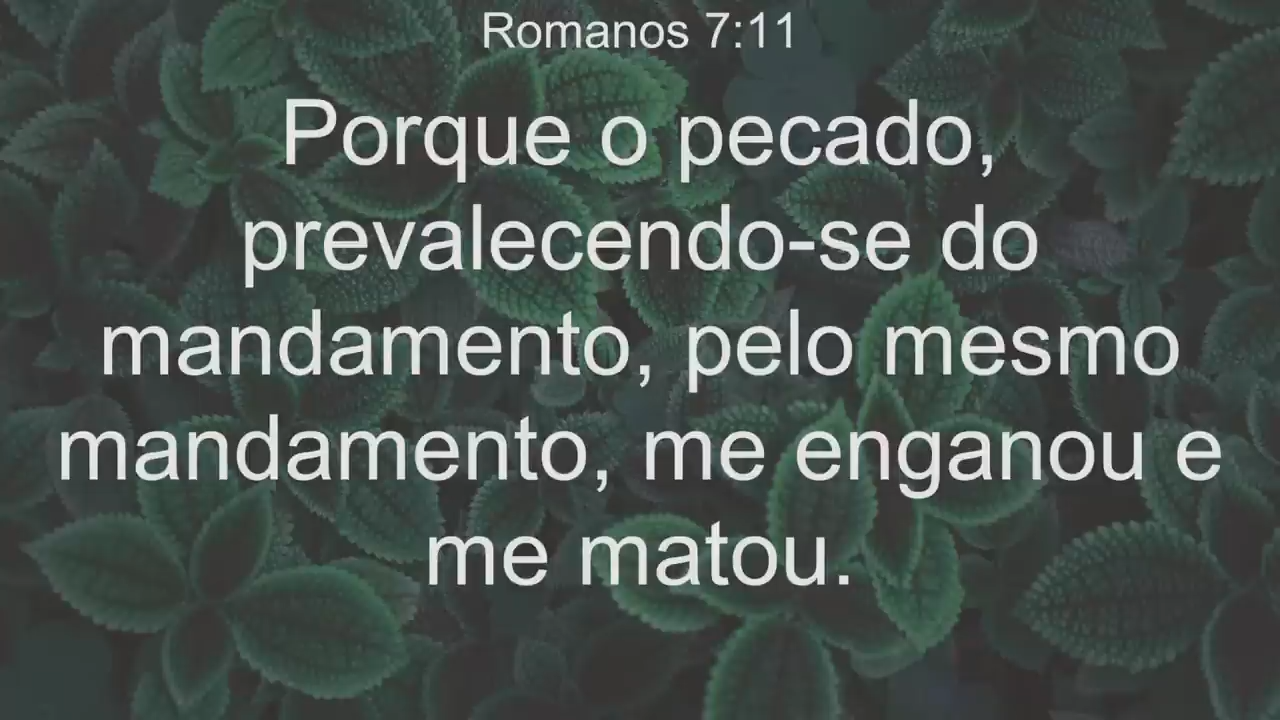 Romanos 7:11
Porque o pecado,
prevalecendo-se do
mandamento, pelo mesmo
mandamento, me enganou e
me matou.